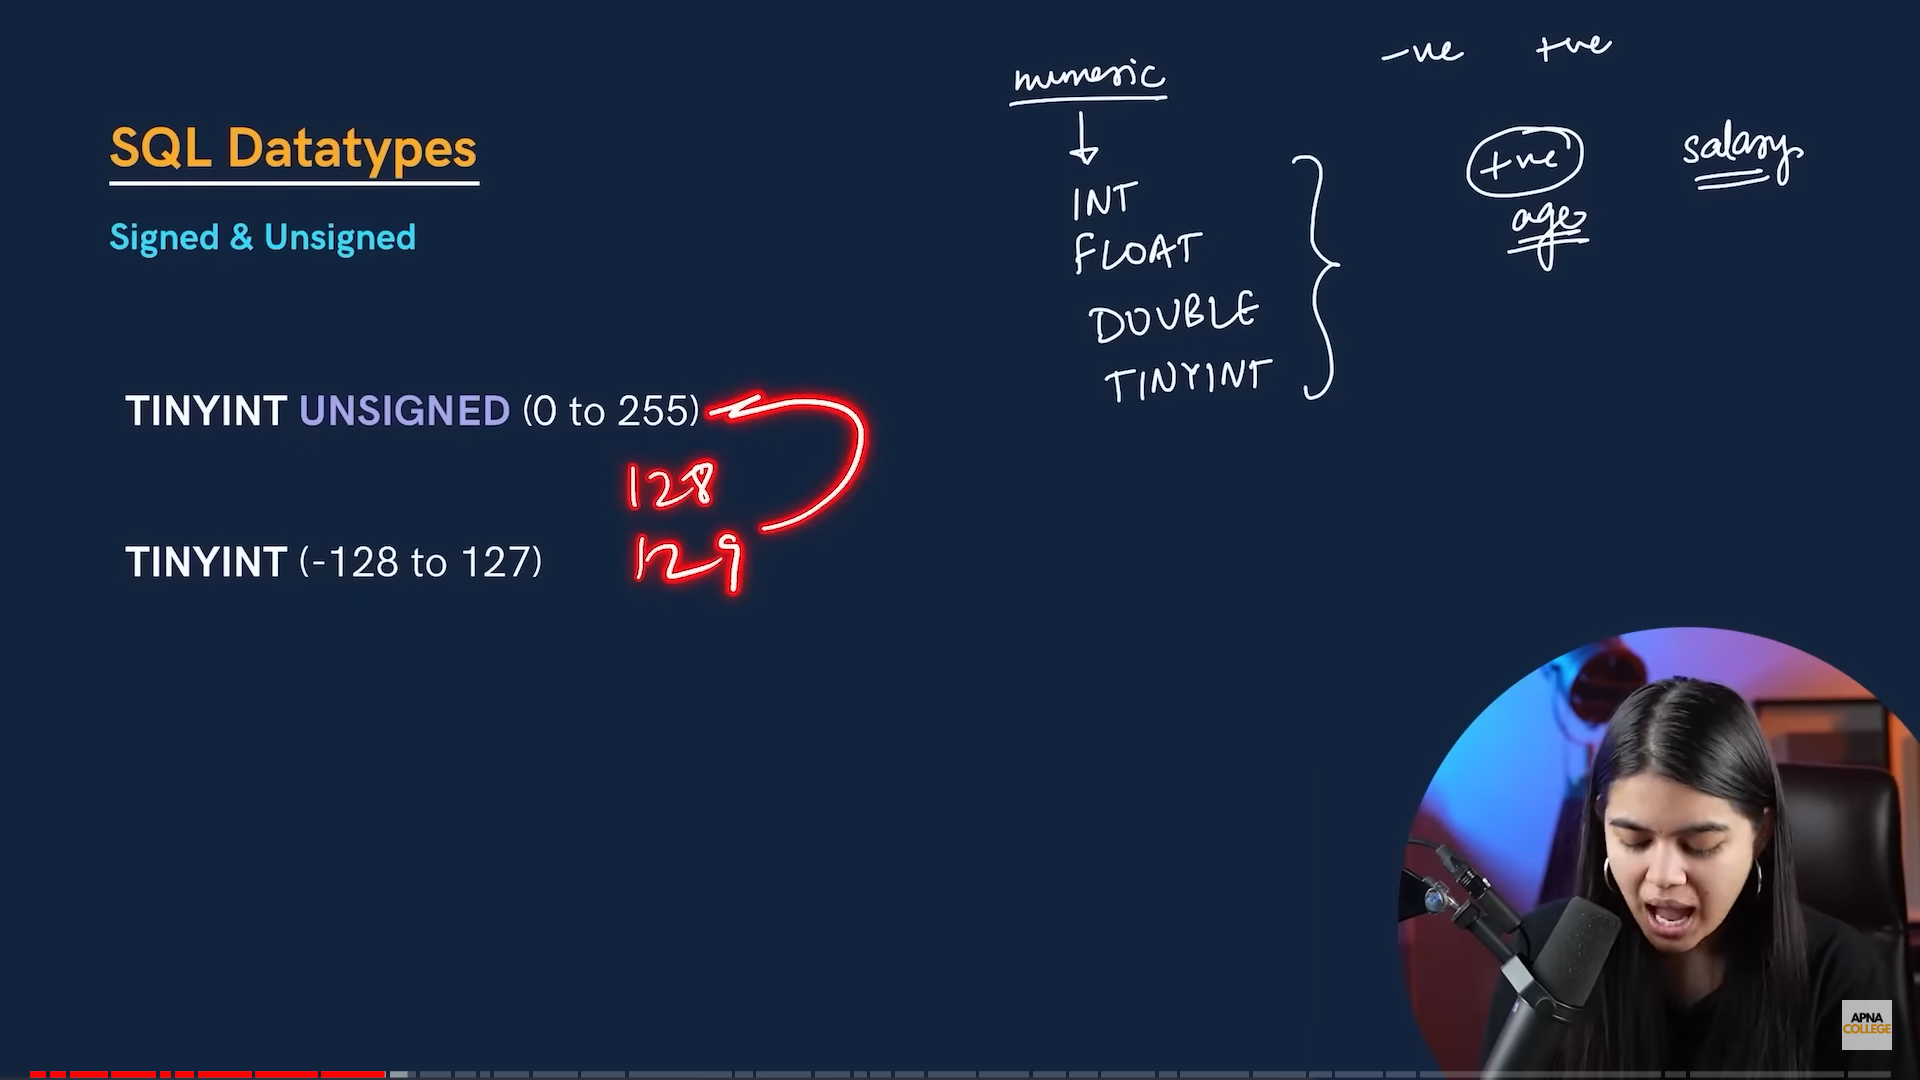 SQL Datatypes
Signed & Unsigned
TINYINT UNSIGNED (0 to 255)
128
129
TINYINT (-128 to 127)
numeric
INT
FLOAT
DOUBLE
TINYINT
-ve +ve
+ve
age
salary
APNA
COLLEGE